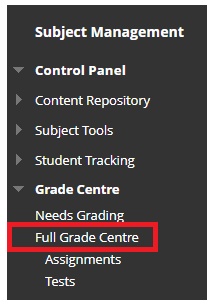 Subject Management
Control Panel
Content Repository
Subject Tools
Student Tracking
Grade Centre
Needs Grading
Full Grade Centre
Assignments
Tests